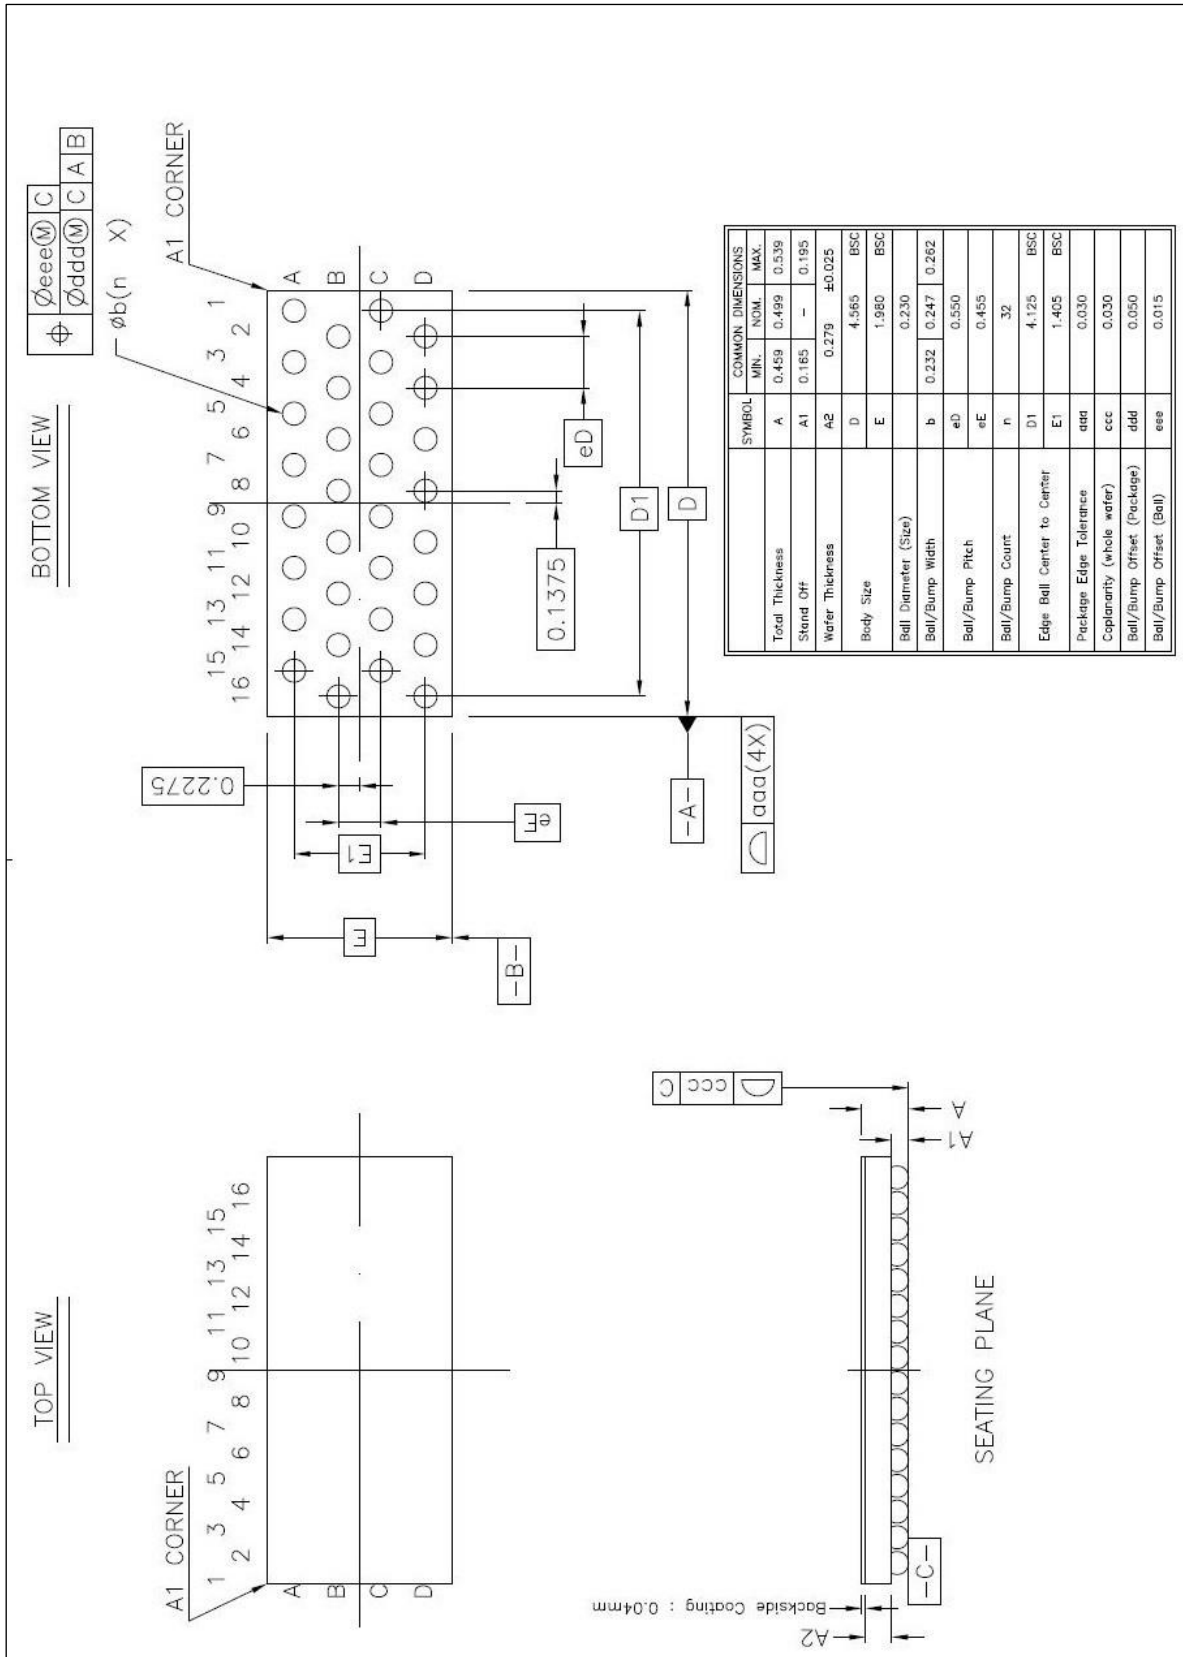 TOP VIEW
A1 CORNER
1 2 3 4 5 6 7 8 9 10 11 12 13 14 15 16
A
B
C
D
BOTTOM VIEW
⌖ Øeee Ⓜ C
Øddd Ⓜ C A B
øb(n X)
A1 CORNER
16 15 14 13 12 11 10 9 8 7 6 5 4 3 2 1
A
B
C
D
0.2275
eE
E1
E
-B-
0.1375
eD
D1
D
-A-
⌓ aaa(4X)
Backside Coating : 0.04mm
A2
-C-
⌓ ccc C
A
A1
SEATING PLANE
SYMBOL COMMON DIMENSIONS
MIN. NOM. MAX.
Total Thickness A 0.459 0.499 0.539
Stand Off A1 0.165 – 0.195
Wafer Thickness A2 0.279 ±0.025
Body Size D 4.565 BSC
E 1.980 BSC
Ball Diameter (Size) 0.230
Ball/Bump Width b 0.232 0.247 0.262
Ball/Bump Pitch eD 0.550
eE 0.455
Ball/Bump Count n 32
Edge Ball Center to Center D1 4.125 BSC
E1 1.405 BSC
Package Edge Tolerance aaa 0.030
Coplanarity (whole wafer) ccc 0.030
Ball/Bump Offset (Package) ddd 0.050
Ball/Bump Offset (Ball) eee 0.015